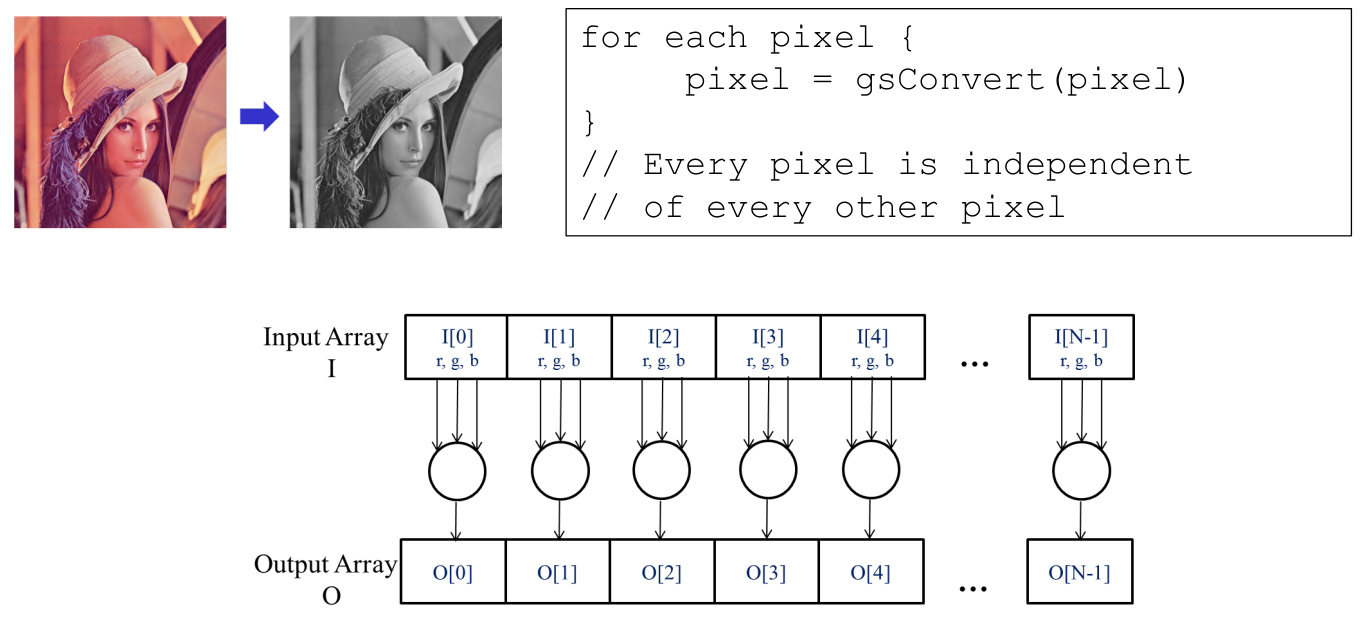 for each pixel {
pixel = gsConvert(pixel)
}
// Every pixel is independent
// of every other pixel
Input Array
I
I[0] I[1] I[2] I[3] I[4] ... I[N-1]
r, g, b r, g, b r, g, b r, g, b r, g, b r, g, b
Output Array
O
O[0] O[1] O[2] O[3] O[4] ... O[N-1]